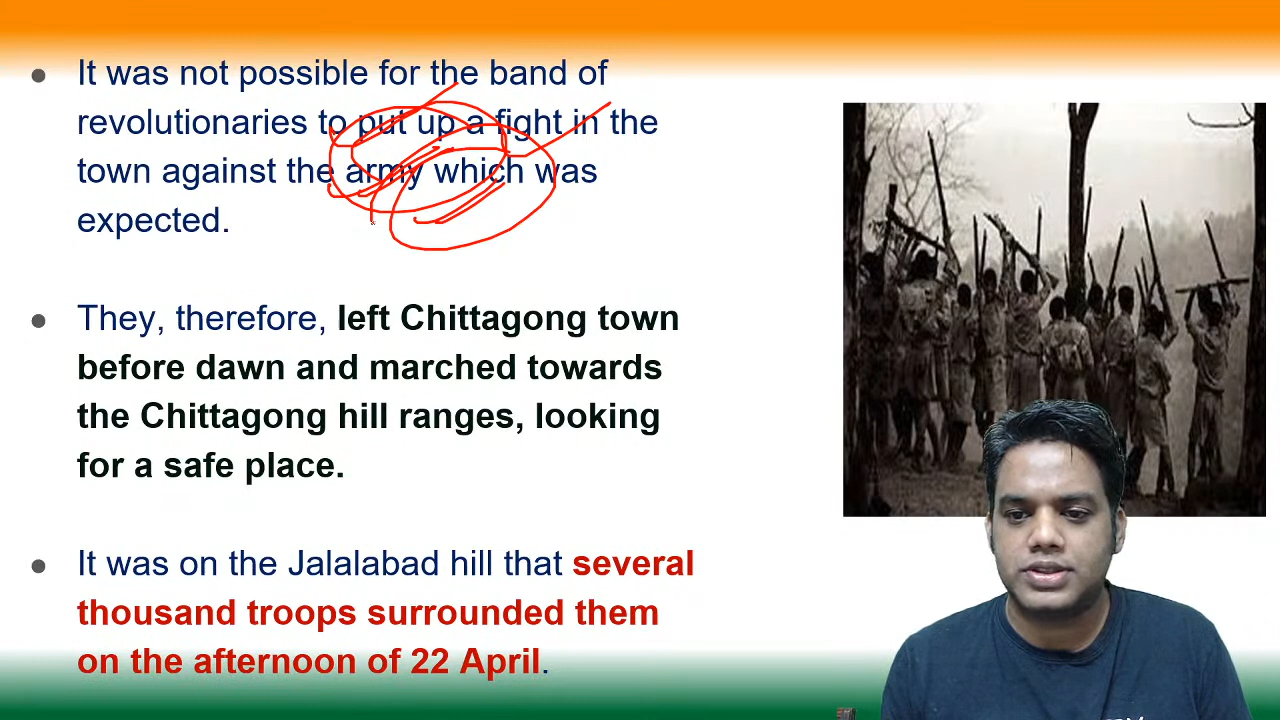 It was not possible for the band of
revolutionaries to put up a fight in the
town against the army which was
expected.
They, therefore, left Chittagong town
before dawn and marched towards
the Chittagong hill ranges, looking
for a safe place.
It was on the Jalalabad hill that several
thousand troops surrounded them
on the afternoon of 22 April.